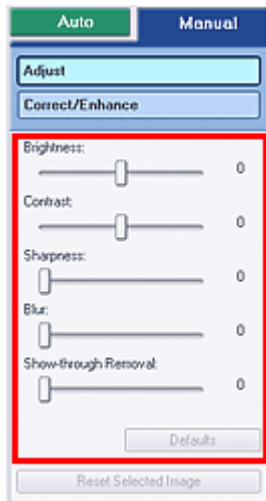 Auto Manual
Adjust
Correct/Enhance
Brightness:
0
Contrast:
0
Sharpness:
0
Blur:
0
Show-through Removal:
0
Defaults
Reset Selected Image